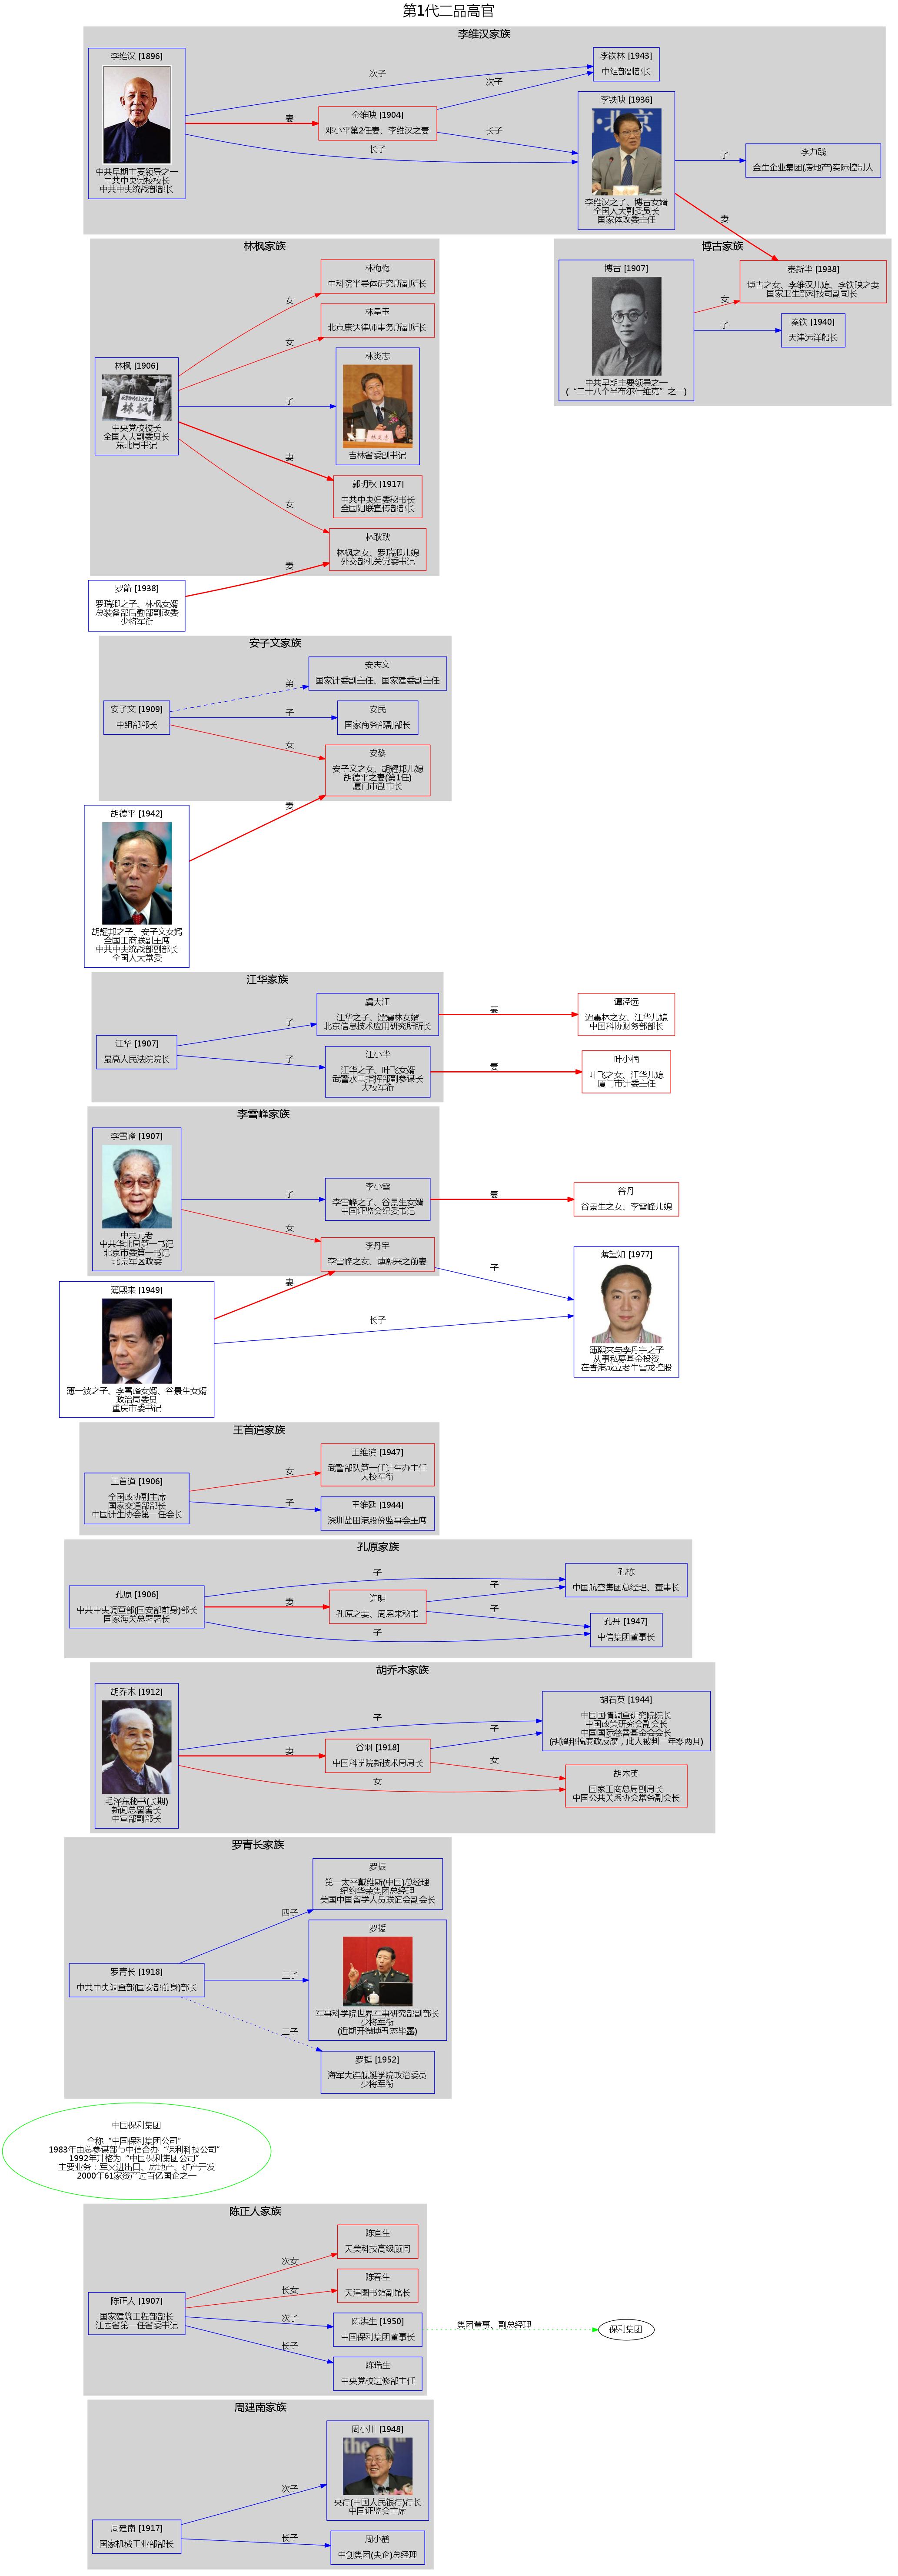 第1代二品高官
李维汉家族
李维汉 [1896]
中共早期主要领导之一
中共中央党校校长
中共中央统战部部长
次子
妻
长子
金维映 [1904]
邓小平第2任妻、李维汉之妻
次子
长子
李铁林 [1943]
中组部副部长
李铁映 [1936]
李维汉之子、博古女婿
全国人大副委员长
国家体改委主任
子
妻
李力践
金生企业集团(房地产)实际控制人
博古家族
博古 [1907]
中共早期主要领导之一
(“二十八个半布尔什维克”之一)
女
子
秦新华 [1938]
博古之女、李维汉儿媳、李铁映之妻
国家卫生部科技司副司长
秦铁 [1940]
天津远洋船长
林枫家族
林枫 [1906]
中央党校校长
全国人大副委员长
东北局书记
女
女
子
妻
女
林梅梅
中科院半导体研究所副所长
林星玉
北京康达律师事务所副所长
林炎志
吉林省委副书记
郭明秋 [1917]
中共中央妇委秘书长
全国妇联宣传部部长
林耿耿
林枫之女、罗瑞卿儿媳
外交部机关党委书记
罗箭 [1938]
罗瑞卿之子、林枫女婿
总装备部后勤部副政委
少将军衔
妻
安子文家族
安子文 [1909]
中组部部长
弟
子
女
安志文
国家计委副主任、国家建委副主任
安民
国家商务部副部长
安黎
安子文之女、胡耀邦儿媳
胡德平之妻(第1任)
厦门市副市长
胡德平 [1942]
胡耀邦之子、安子文女婿
全国工商联副主席
中共中央统战部副部长
全国人大常委
妻
江华家族
江华 [1907]
最高人民法院院长
子
子
虞大江
江华之子、谭震林女婿
北京信息技术应用研究所所长
江小华
江华之子、叶飞女婿
武警水电指挥部副参谋长
大校军衔
妻
妻
谭泾远
谭震林之女、江华儿媳
中国科协财务部部长
叶小楠
叶飞之女、江华儿媳
厦门市计委主任
李雪峰家族
李雪峰 [1907]
中共元老
中共华北局第一书记
北京市委第一书记
北京军区政委
子
女
李小雪
李雪峰之子、谷景生女婿
中国证监会纪委书记
李丹宇
李雪峰之女、薄熙来之前妻
妻
谷丹
谷景生之女、李雪峰儿媳
子
薄熙来 [1949]
薄一波之子、李雪峰女婿、谷景生女婿
政治局委员
重庆市委书记
妻
长子
薄望知 [1977]
薄熙来与李丹宇之子
从事私募基金投资
在香港成立老牛雪龙控股
王首道家族
王首道 [1906]
全国政协副主席
国家交通部部长
中国计生协会第一任会长
女
子
王维滨 [1947]
武警部队第一任计生办主任
大校军衔
王维延 [1944]
深圳盐田港股份监事会主席
孔原家族
孔原 [1906]
中共中央调查部(国安部前身)部长
国家海关总署署长
子
妻
子
许明
孔原之妻、周恩来秘书
子
子
孔栋
中国航空集团总经理、董事长
孔丹 [1947]
中信集团董事长
胡乔木家族
胡乔木 [1912]
毛泽东秘书(长期)
新闻总署署长
中宣部副部长
子
妻
女
谷羽 [1918]
中国科学院新技术局局长
子
女
胡石英 [1944]
中国国情调查研究院院长
中国政策研究会副会长
中国国际慈善基金会会长
(胡耀邦搞廉政反腐，此人被判一年零两月)
胡木英
国家工商总局副局长
中国公共关系协会常务副会长
罗青长家族
罗青长 [1918]
中共中央调查部(国安部前身)部长
四子
三子
二子
罗振
第一太平戴维斯(中国)总经理
纽约华荣集团总经理
美国中国留学人员联谊会副会长
罗援
军事科学院世界军事研究部副部长
少将军衔
(近期开微博丑态毕露)
罗挺 [1952]
海军大连舰艇学院政治委员
少将军衔
中国保利集团
全称“中国保利集团公司”
1983年由总参谋部与中信合办“保利科技公司”
1992年升格为“中国保利集团公司”
主要业务：军火进出口、房地产、矿产开发
2000年61家资产过百亿国企之一
陈正人家族
陈正人 [1907]
国家建筑工程部部长
江西省第一任省委书记
次女
长女
次子
长子
陈宜生
天美科技高级顾问
陈春生
天津图书馆副馆长
陈洪生 [1950]
中国保利集团董事长
陈瑞生
中央党校进修部主任
集团董事、副总经理
保利集团
周建南家族
周建南 [1917]
国家机械工业部部长
次子
长子
周小川 [1948]
央行(中国人民银行)行长
中国证监会主席
周小鹤
中创集团(央企)总经理